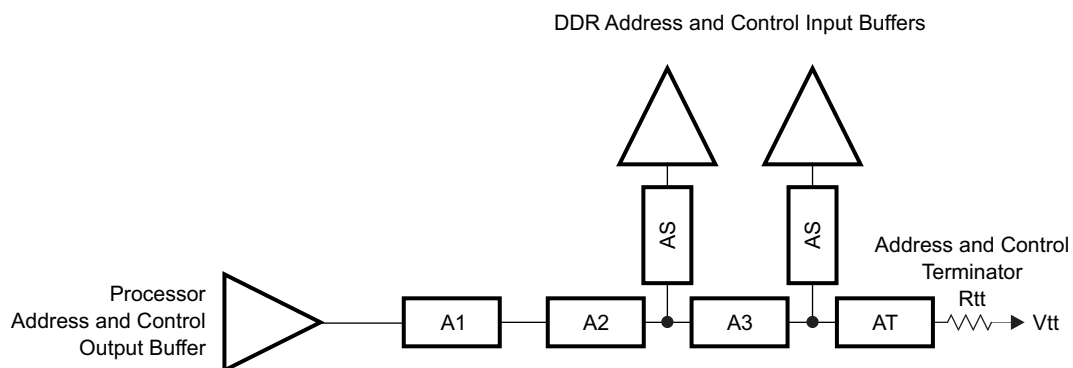 DDR Address and Control Input Buffers
AS
AS
Processor
Address and Control
Output Buffer
A1
A2
A3
AT
Address and Control
Terminator
Rtt
Vtt